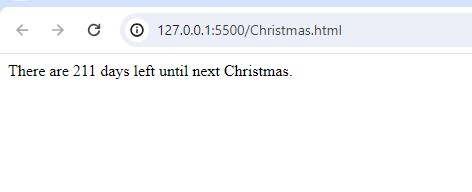 127.0.0.1:5500/Christmas.html
There are 211 days left until next Christmas.